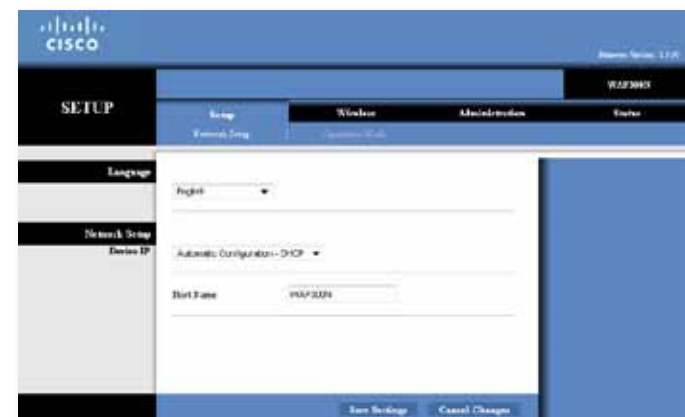 CISCO
WAP300N
SETUP
Setup
Wireless
Administration
Status
Network Setup
Language
English
Network Setup
Device IP
Automatic Configuration - DHCP
Host Name
WAP300N
Save Settings
Cancel Changes